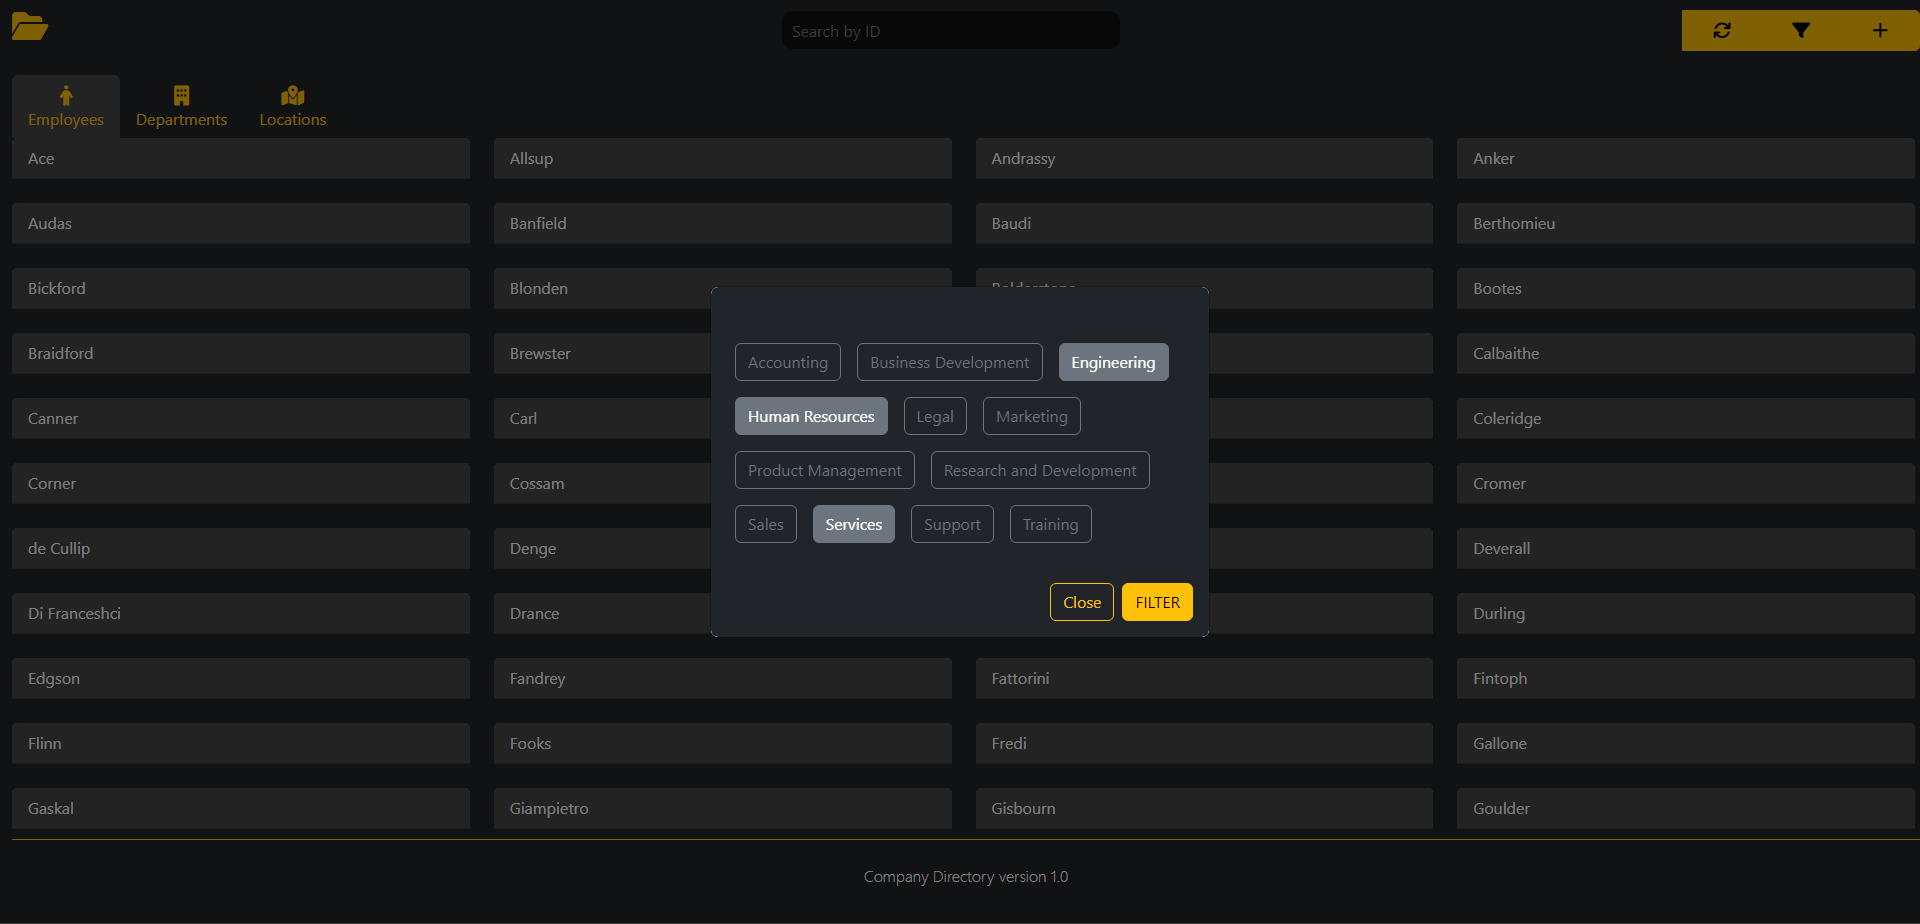 Search by ID
Employees Departments Locations
Ace Allsup Andrassy Anker
Audas Banfield Baudi Berthomieu
Bickford Blonden Bootes
Braidford Brewster Calbaithe
Canner Carl Coleridge
Corner Cossam Cromer
de Cullip Denge Deverall
Di Franceshci Drance Durling
Edgson Fandrey Fattorini Fintoph
Flinn Fooks Fredi Gallone
Gaskal Giampietro Gisbourn Goulder
Accounting Business Development Engineering
Human Resources Legal Marketing
Product Management Research and Development
Sales Services Support Training
Close FILTER
Company Directory version 1.0